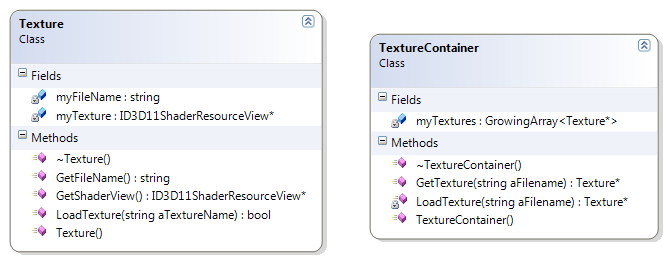 Texture
Class
Fields
myFileName : string
myTexture : ID3D11ShaderResourceView*
Methods
~Texture()
GetFileName() : string
GetShaderView() : ID3D11ShaderResourceView*
LoadTexture(string aTextureName) : bool
Texture()
TextureContainer
Class
Fields
myTextures : GrowingArray<Texture*>
Methods
~TextureContainer()
GetTexture(string aFilename) : Texture*
LoadTexture(string aFilename) : Texture*
TextureContainer()